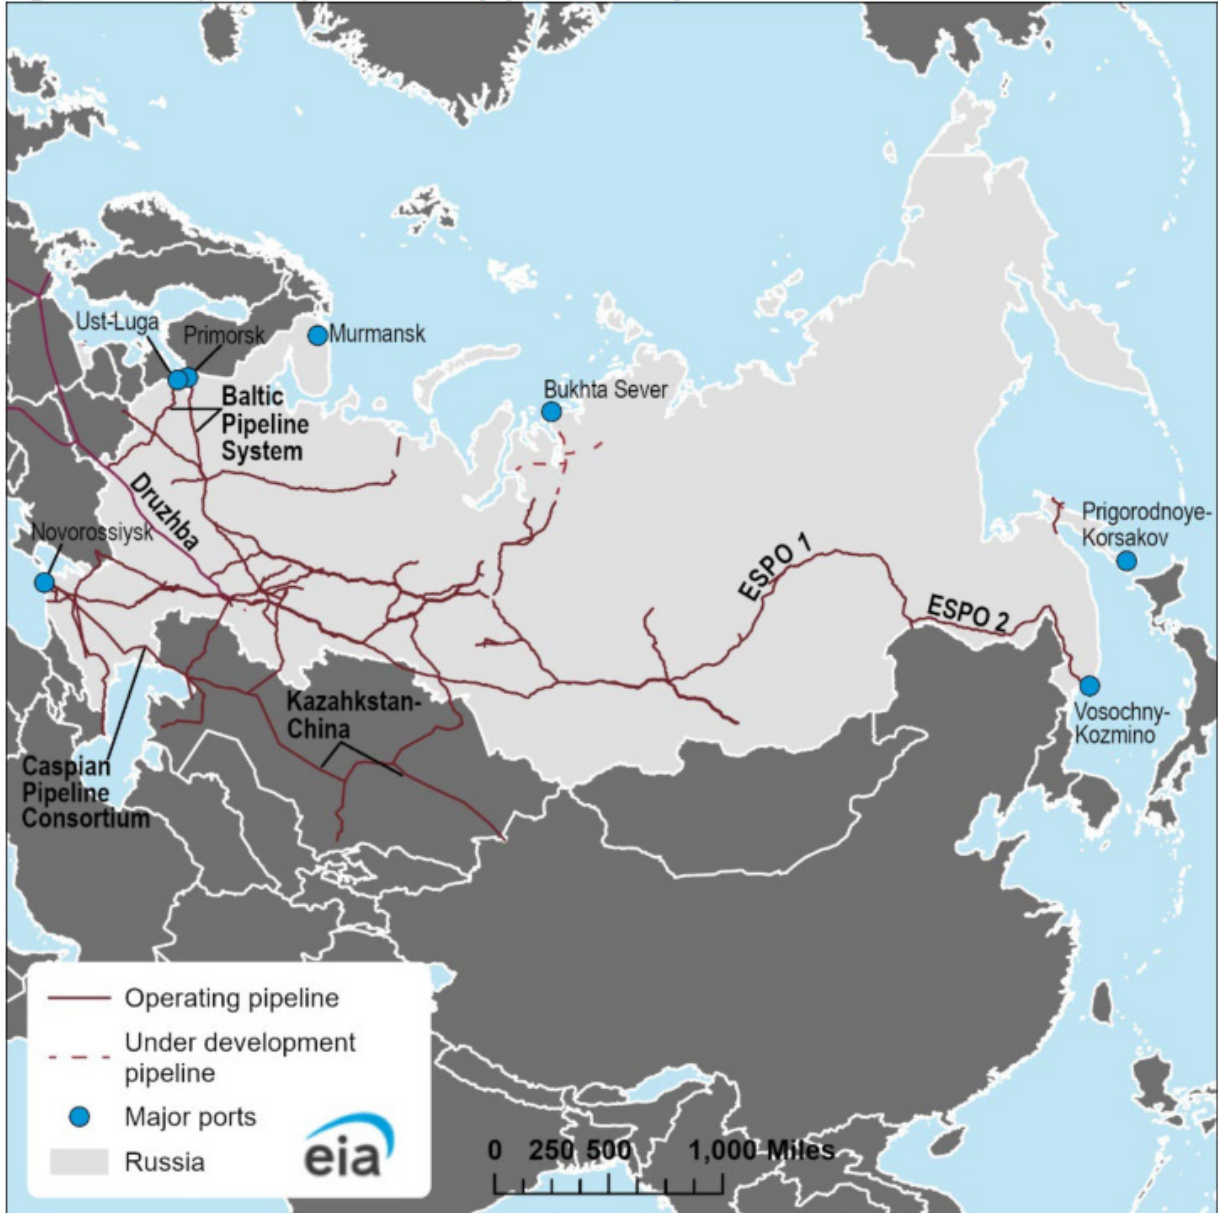 Ust-Luga
Primorsk
Murmansk
Baltic
Pipeline
System
Bukhta Sever
Druzhba
Novorossiysk
Prigorodnoye-
Korsakov
ESPO 1
ESPO 2
Vosochny-
Kozmino
Kazahkstan-
China
Caspian
Pipeline
Consortium
Operating pipeline
Under development
pipeline
Major ports
Russia
eia
0 250 500 1,000 Miles